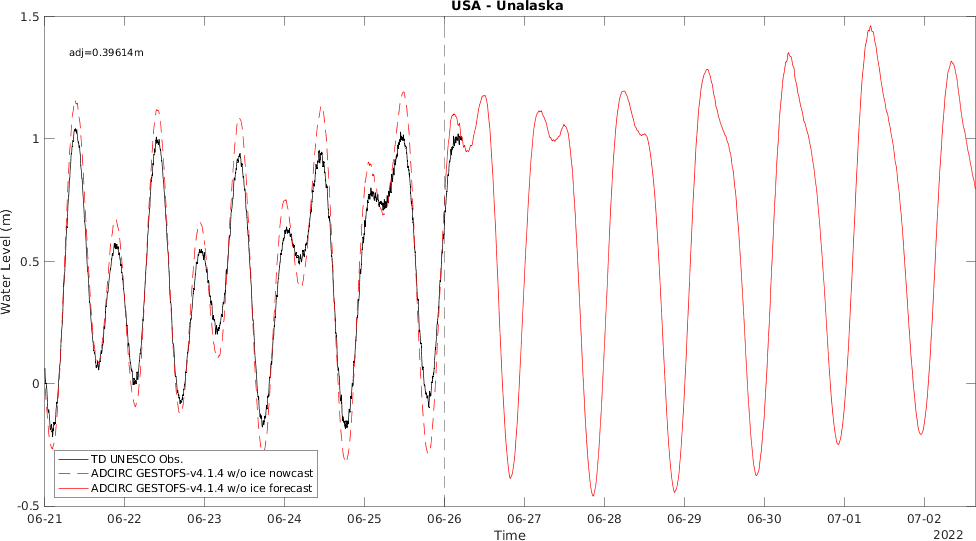 USA - Unalaska
adj=0.39614m
Water Level (m)
1.5
1
0.5
0
-0.5
TD UNESCO Obs.
ADCIRC GESTOFS-v4.1.4 w/o ice nowcast
ADCIRC GESTOFS-v4.1.4 w/o ice forecast
06-21 06-22 06-23 06-24 06-25 06-26 06-27 06-28 06-29 06-30 07-01 07-02
Time
2022